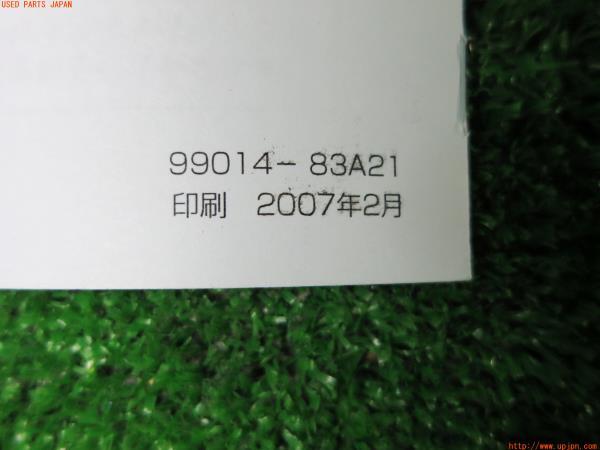 USED PARTS JAPAN
99014－ 83A21
印刷　2007年2月
http://www.upjpn.com/